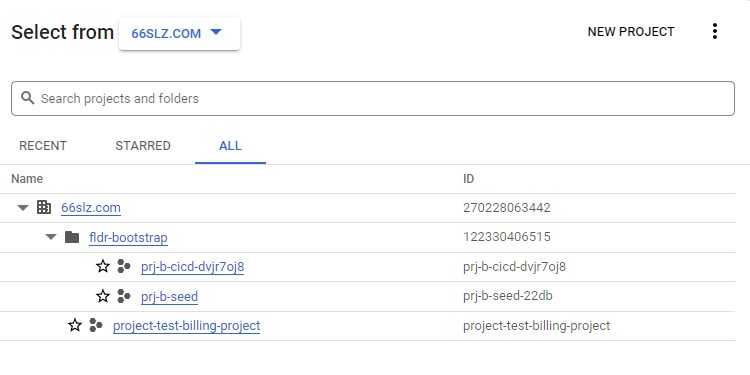 Select from 66SLZ.COM NEW PROJECT
Search projects and folders
RECENT STARRED ALL
Name ID
66slz.com 270228063442
fldr-bootstrap 122330406515
prj-b-cicd-dvjr7oj8 prj-b-cicd-dvjr7oj8
prj-b-seed prj-b-seed-22db
project-test-billing-project project-test-billing-project